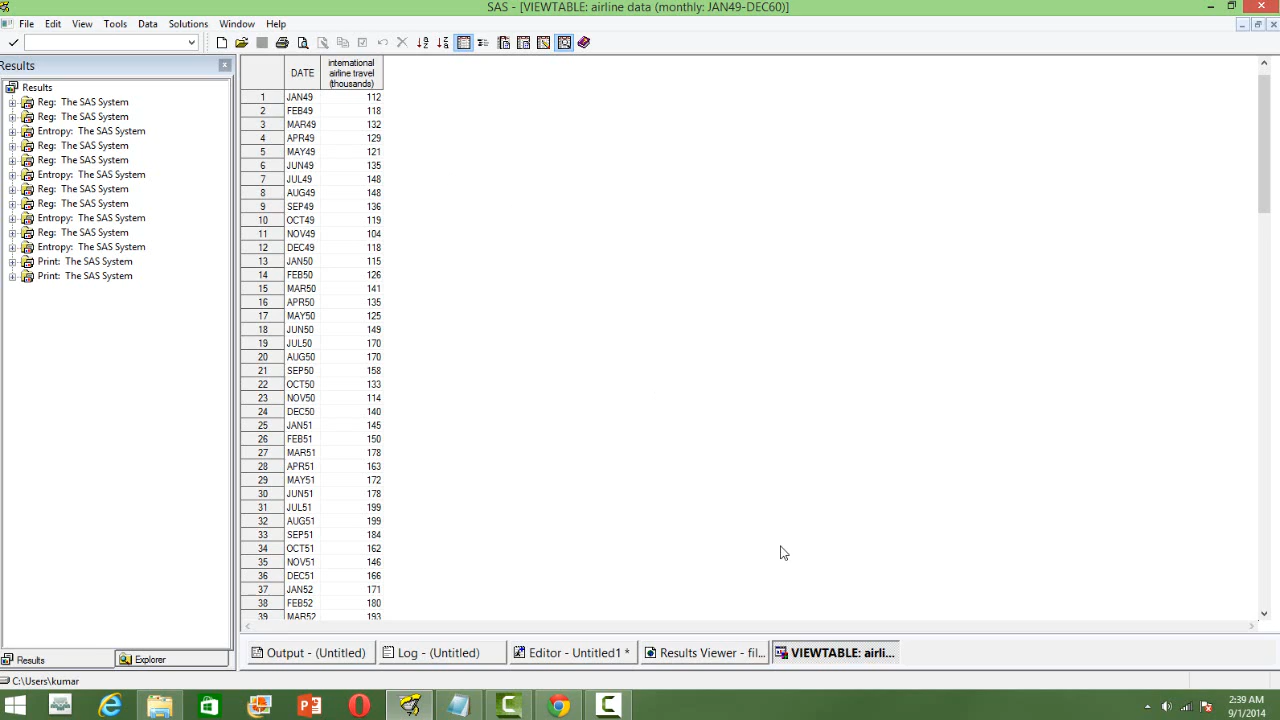 SAS - [VIEWTABLE: airline data (monthly: JAN49-DEC60)]
File Edit View Tools Data Solutions Window Help
Results
Results
Reg: The SAS System
Reg: The SAS System
Entropy: The SAS System
Reg: The SAS System
Reg: The SAS System
Entropy: The SAS System
Reg: The SAS System
Reg: The SAS System
Entropy: The SAS System
Reg: The SAS System
Entropy: The SAS System
Print: The SAS System
Print: The SAS System
Results
Explorer
DATE international airline travel (thousands)
1 JAN49 112
2 FEB49 118
3 MAR49 132
4 APR49 129
5 MAY49 121
6 JUN49 135
7 JUL49 148
8 AUG49 148
9 SEP49 136
10 OCT49 119
11 NOV49 104
12 DEC49 118
13 JAN50 115
14 FEB50 126
15 MAR50 141
16 APR50 135
17 MAY50 125
18 JUN50 149
19 JUL50 170
20 AUG50 170
21 SEP50 158
22 OCT50 133
23 NOV50 114
24 DEC50 140
25 JAN51 145
26 FEB51 150
27 MAR51 178
28 APR51 163
29 MAY51 172
30 JUN51 178
31 JUL51 199
32 AUG51 199
33 SEP51 184
34 OCT51 162
35 NOV51 146
36 DEC51 166
37 JAN52 171
38 FEB52 180
39 MAR52 193
Output - (Untitled) Log - (Untitled) Editor - Untitled1 * Results Viewer - fil... VIEWTABLE: airli...
C:\Users\kumar
2:39 AM
9/1/2014